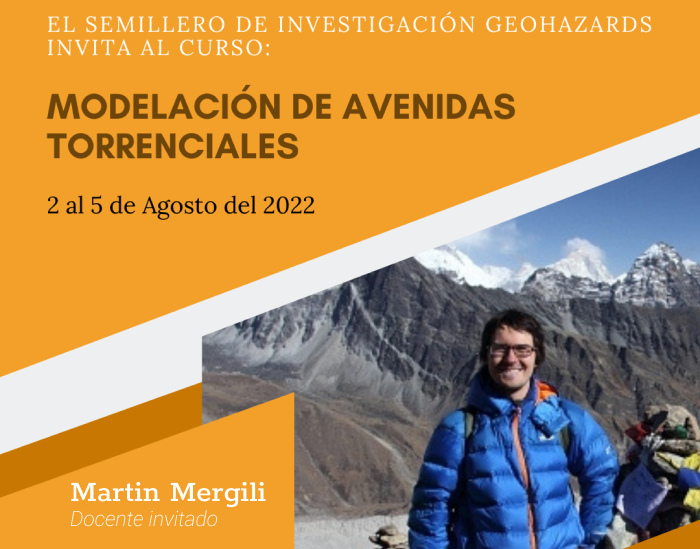 EL SEMILLERO DE INVESTIGACIÓN GEOHAZARDS
INVITA AL CURSO:
MODELACIÓN DE AVENIDAS
TORRENCIALES
2 al 5 de Agosto del 2022
Martin Mergili
Docente invitado